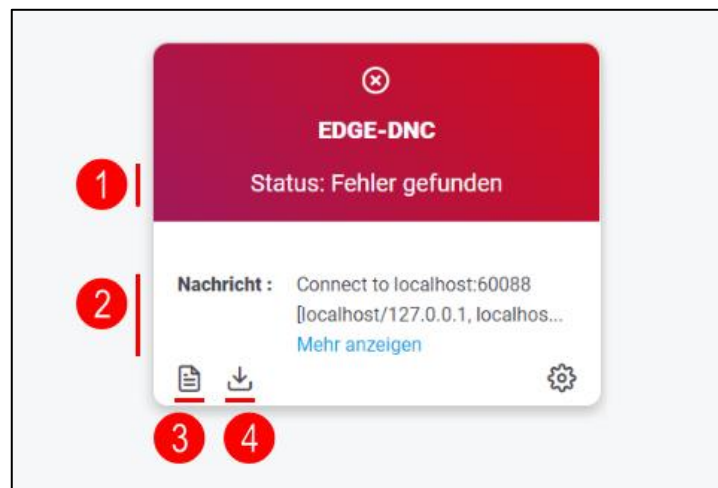 EDGE-DNC
1
Status: Fehler gefunden
2
Nachricht : Connect to localhost:60088
[localhost/127.0.0.1, localhos...
Mehr anzeigen
3 4